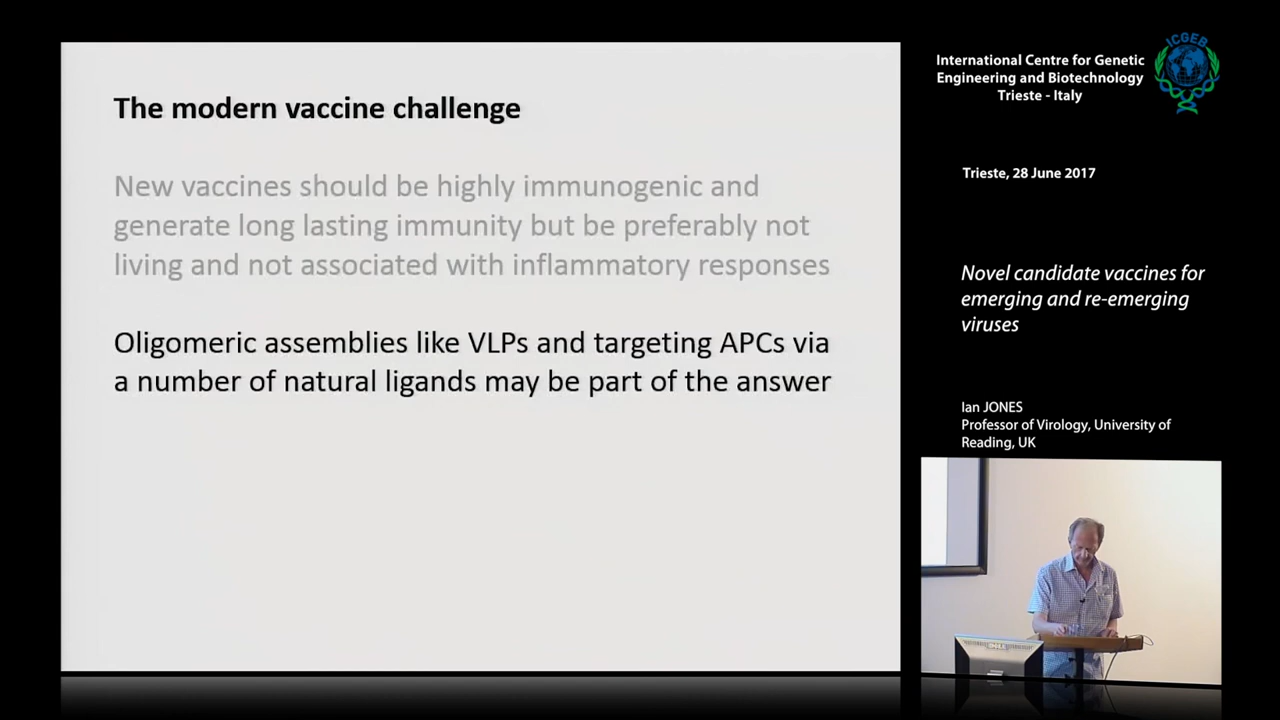 The modern vaccine challenge
New vaccines should be highly immunogenic and
generate long lasting immunity but be preferably not
living and not associated with inflammatory responses
Oligomeric assemblies like VLPs and targeting APCs via
a number of natural ligands may be part of the answer
International Centre for Genetic
Engineering and Biotechnology
Trieste - Italy
ICGEB
Trieste, 28 June 2017
Novel candidate vaccines for
emerging and re-emerging
viruses
Ian JONES
Professor of Virology, University of
Reading, UK